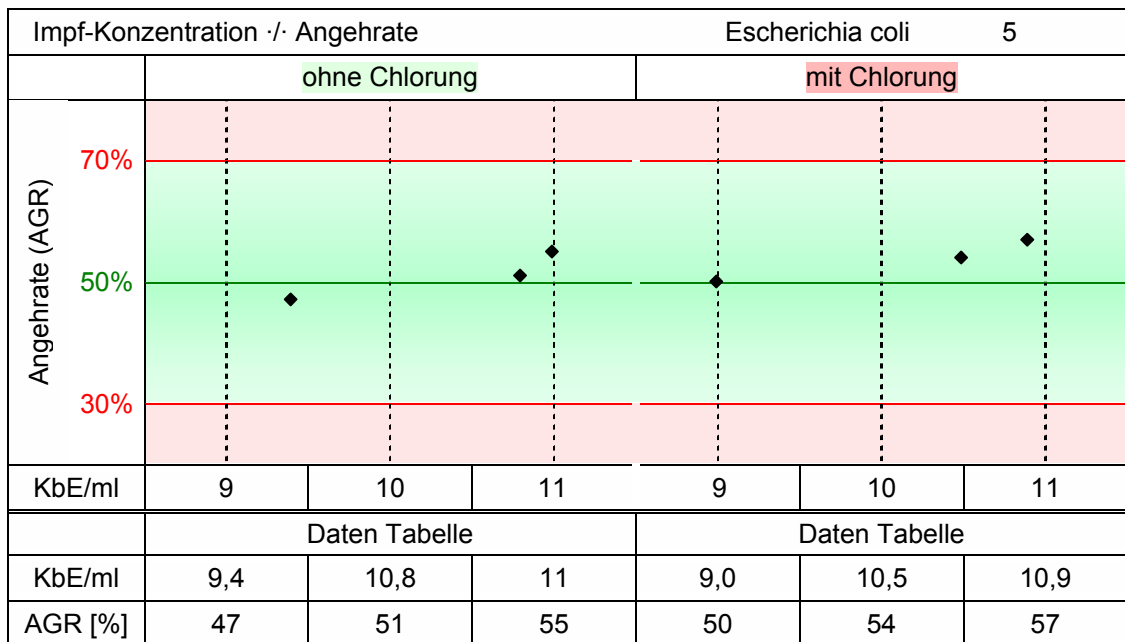 Impf-Konzentration ·/· Angehrate Escherichia coli 5
ohne Chlorung mit Chlorung
Angehrate (AGR)
70%
50%
30%
KbE/ml 9 10 11 9 10 11
Daten Tabelle Daten Tabelle
KbE/ml 9,4 10,8 11 9,0 10,5 10,9
AGR [%] 47 51 55 50 54 57